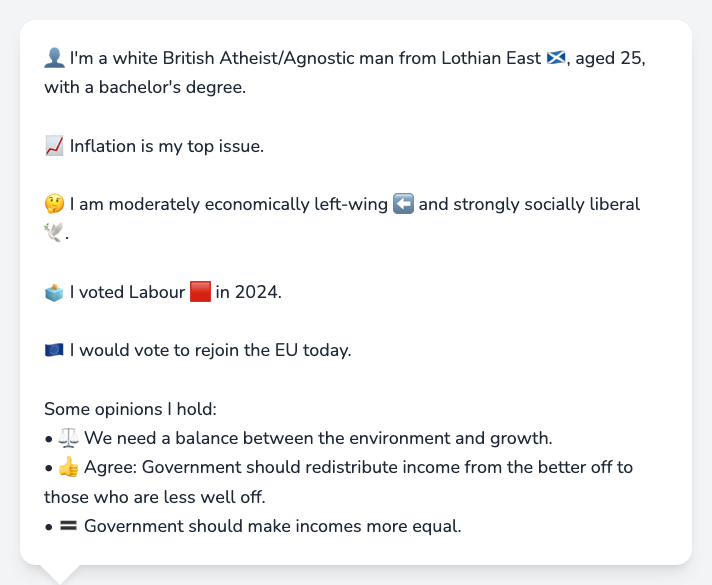 👤 I'm a white British Atheist/Agnostic man from Lothian East 🏴󠁧󠁢󠁳󠁣󠁴󠁿, aged 25,
with a bachelor's degree.
📈 Inflation is my top issue.
🤔 I am moderately economically left-wing ⬅️ and strongly socially liberal
🕊️.
🗳️ I voted Labour 🟥 in 2024.
🇪🇺 I would vote to rejoin the EU today.
Some opinions I hold:
• ⚖️ We need a balance between the environment and growth.
• 👍 Agree: Government should redistribute income from the better off to
those who are less well off.
• 🟰 Government should make incomes more equal.